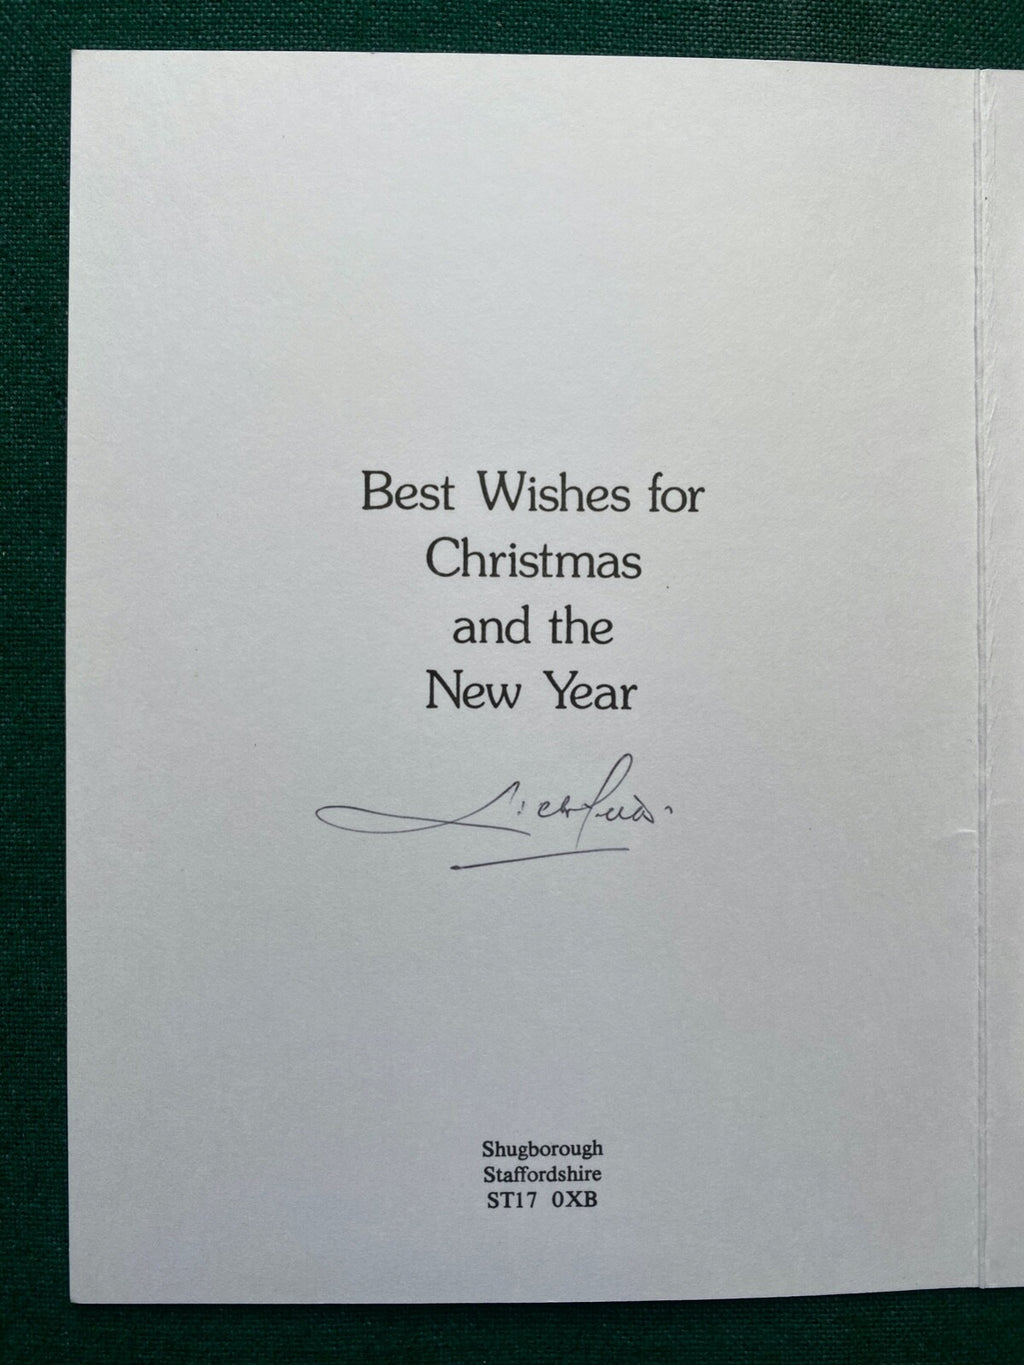 Best Wishes for
Christmas
and the
New Year
Shugborough
Staffordshire
ST17 0XB